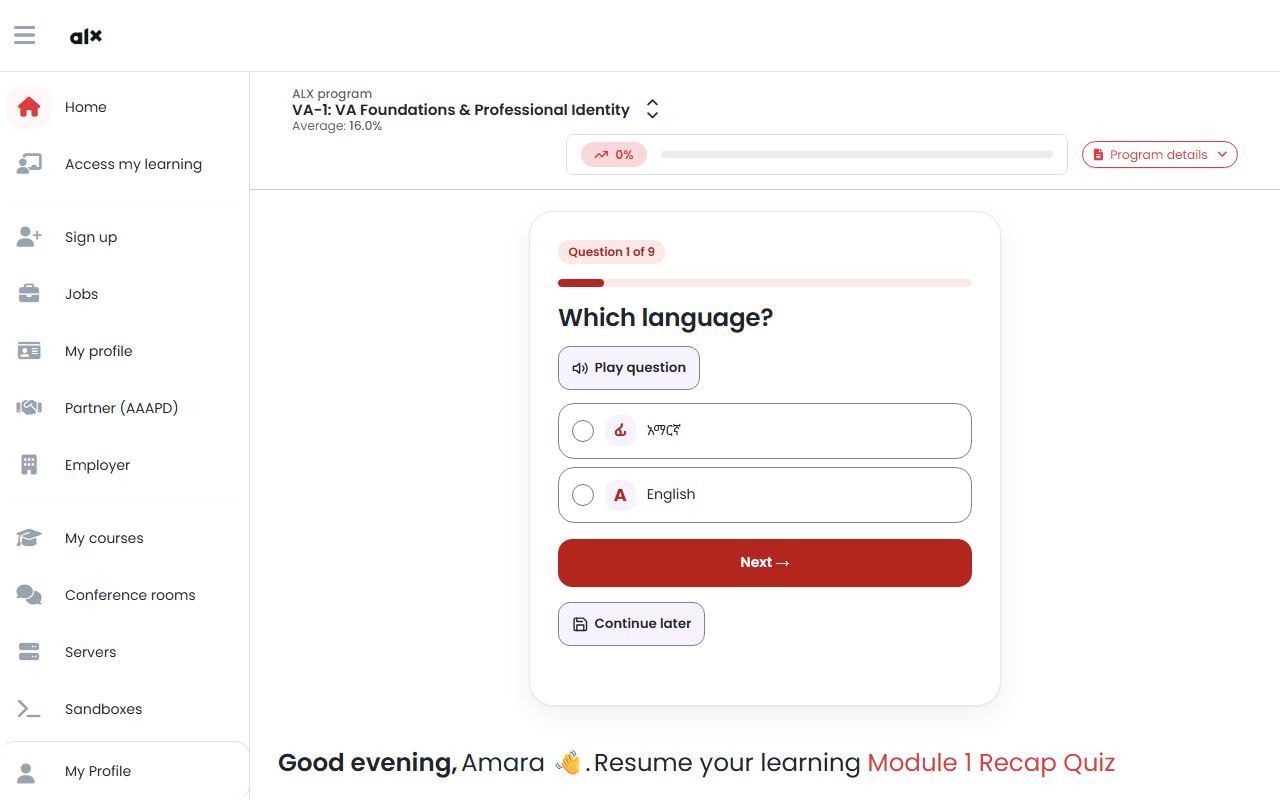 alx
Home
Access my learning
Sign up
Jobs
My profile
Partner (AAAPD)
Employer
My courses
Conference rooms
Servers
Sandboxes
My Profile
ALX program
VA-1: VA Foundations & Professional Identity
Average: 16.0%
0%
Program details
Question 1 of 9
Which language?
Play question
ፊ አማርኛ
A English
Next →
Continue later
Good evening, Amara 👋. Resume your learning Module 1 Recap Quiz